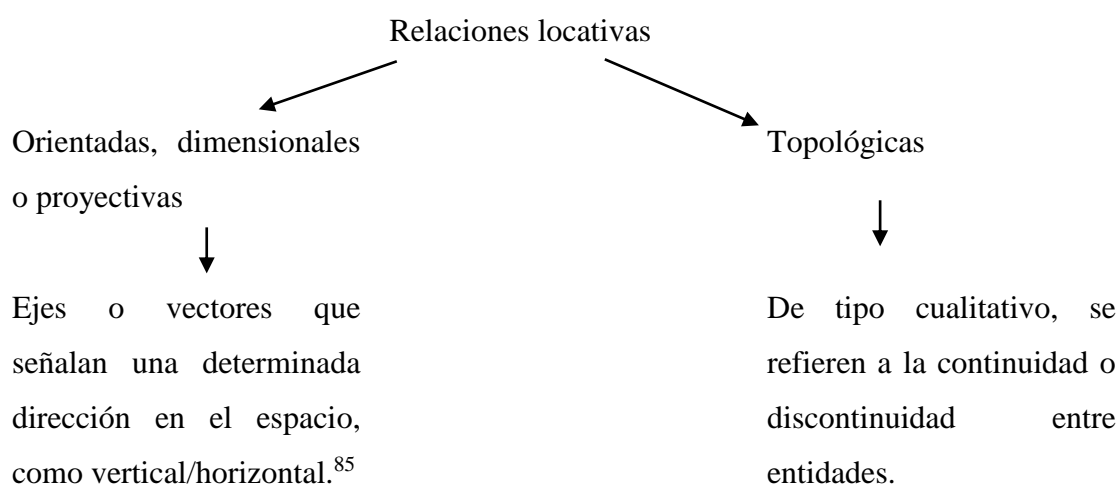 Relaciones locativas
Orientadas, dimensionales
o proyectivas
Topológicas
Ejes o vectores que
señalan una determinada
dirección en el espacio,
como vertical/horizontal.85
De tipo cualitativo, se
refieren a la continuidad o
discontinuidad entre
entidades.